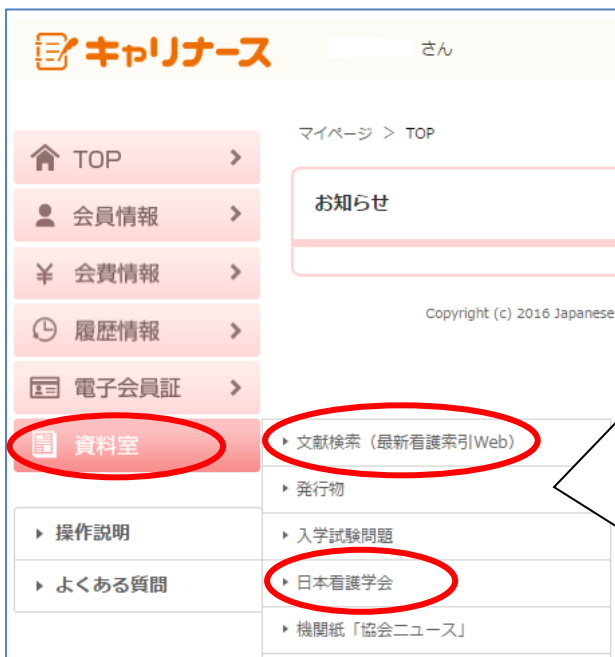 キャリナース
さん
マイページ > TOP
TOP
会員情報
会費情報
履歴情報
電子会員証
資料室
お知らせ
Copyright (c) 2016 Japanese
文献検索（最新看護索引Web）
発行物
入学試験問題
日本看護学会
機関紙「協会ニュース」
操作説明
よくある質問